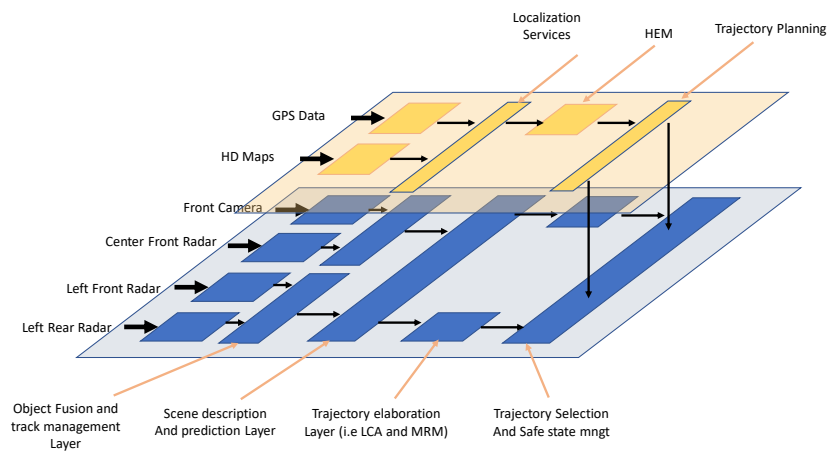 Localization
Services
HEM
Trajectory Planning
GPS Data
HD Maps
Front Camera
Center Front Radar
Left Front Radar
Left Rear Radar
Object Fusion and
track management
Layer
Scene description
And prediction Layer
Trajectory elaboration
Layer (i.e LCA and MRM)
Trajectory Selection
And Safe state mngt